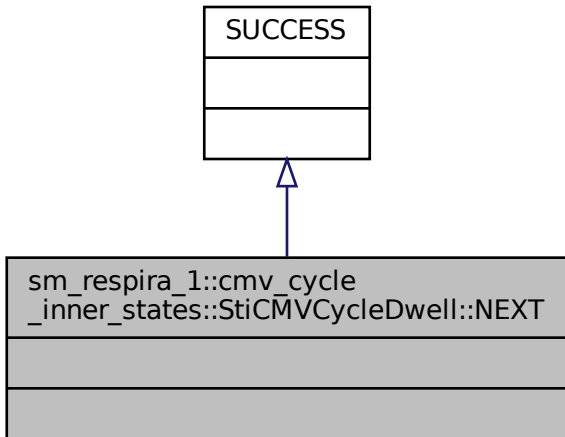 SUCCESS
sm_respira_1::cmv_cycle
_inner_states::StiCMVCycleDwell::NEXT